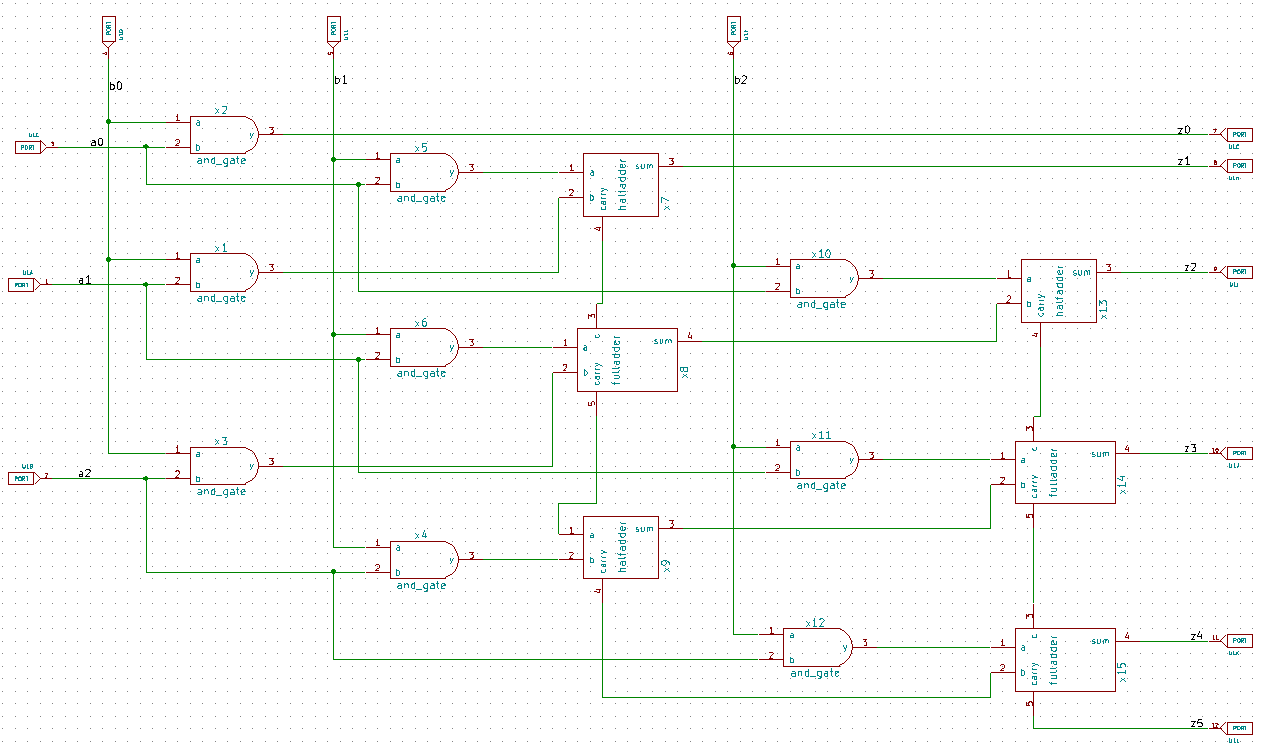 PORT
PORT
PORT
b0
b1
b2
x2
1 a
y 3
2 b
and_gate
PORT
a0
z0
PORT
x5
1 a
y 3
2 b
and_gate
1 a
sum 3
2 b
carry
halfadder
x7
4
z1
PORT
x1
1 a
y 3
2 b
and_gate
PORT
a1
x10
1 a
y 3
2 b
and_gate
1 a
sum 3
2 b
carry
halfadder
x13
4
z2
PORT
x6
1 a
y 3
2 b
and_gate
3
c
1 a
sum 4
2 b
carry
fulladder
x8
5
x3
1 a
y 3
2 b
and_gate
PORT
a2
x11
1 a
y 3
2 b
and_gate
3
c
1 a
sum 4
2 b
carry
fulladder
x14
5
z3
PORT
x4
1 a
y 3
2 b
and_gate
1 a
sum 3
2 b
carry
halfadder
x9
4
x12
1 a
y 3
2 b
and_gate
3
c
1 a
sum 4
2 b
carry
fulladder
x15
5
z4
PORT
z5
PORT